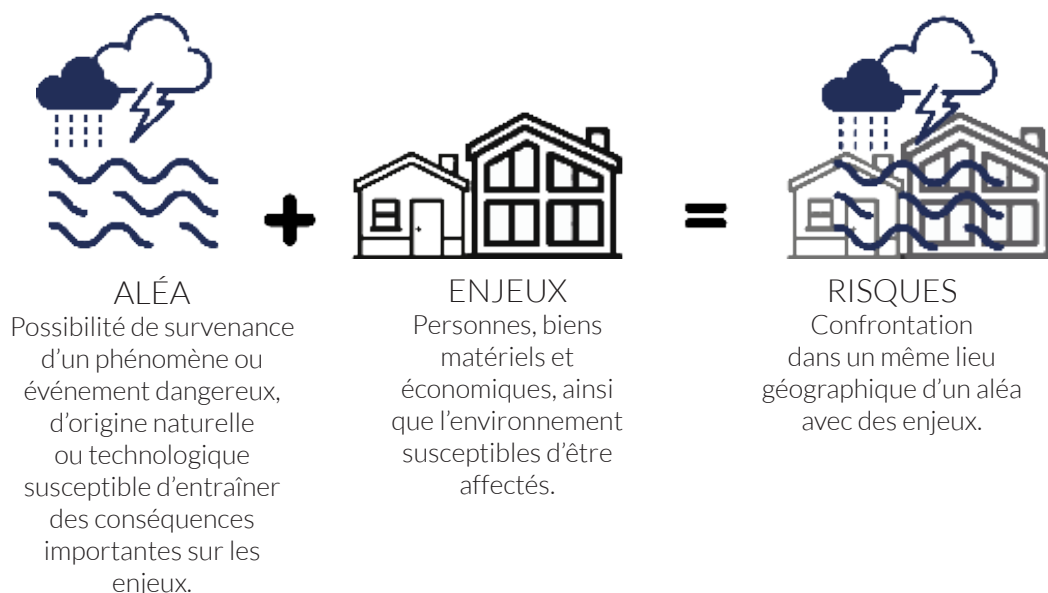 +
=
ALÉA
Possibilité de survenance
d'un phénomène ou
événement dangereux,
d'origine naturelle
ou technologique
susceptible d'entraîner
des conséquences
importantes sur les
enjeux.
ENJEUX
Personnes, biens
matériels et
économiques, ainsi
que l'environnement
susceptibles d'être
affectés.
RISQUES
Confrontation
dans un même lieu
géographique d'un aléa
avec des enjeux.